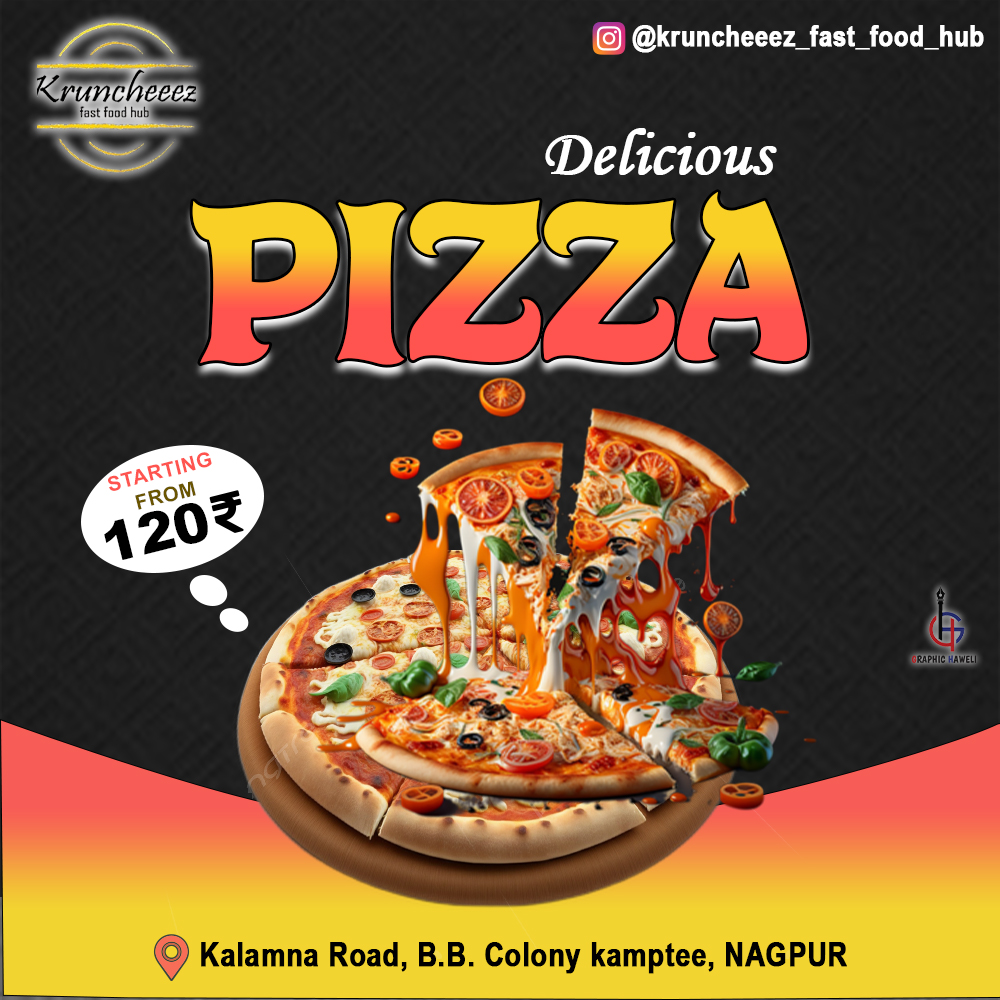 Kruncheeez
fast food hub
@kruncheeez_fast_food_hub
Delicious
PIZZA
STARTING
FROM
120₹
GRAPHIC HAWELI
Kalamna Road, B.B. Colony kamptee, NAGPUR